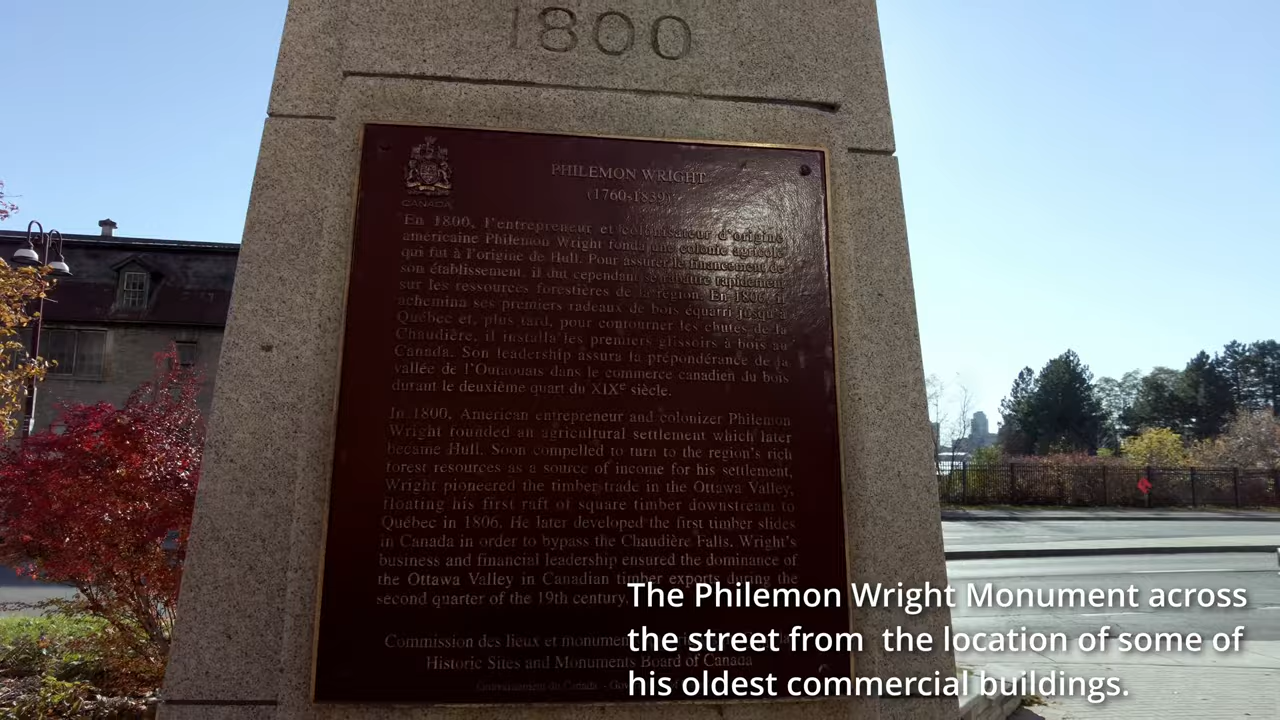 1800
CANADA
PHILEMON WRIGHT
(1760-1839)
En 1800, l'entrepreneur et colonisateur d'origine
américaine Philemon Wright fonda une colonie agricole
qui fut à l'origine de Hull. Pour assurer le financement de
son établissement, il dut cependant se rapidement
sur les ressources forestières de la région. En 1806, il
achemina ses premiers radeaux de bois équarri jusqu'à
Québec et, plus tard, pour contourner les chutes de la
Chaudière, il installa les premiers glissoirs à bois au
Canada. Son leadership assura la prépondérance de la
vallée de l'Outaouais dans le commerce canadien du bois
durant le deuxième quart du XIXe siècle.
In 1800, American entrepreneur and colonizer Philemon
Wright founded an agricultural settlement which later
became Hull. Soon compelled to turn to the region's rich
forest resources as a source of income for his settlement,
Wright pioneered the timber trade in the Ottawa Valley,
floating his first raft of square timber downstream to
Québec in 1806. He later developed the first timber slides
in Canada in order to bypass the Chaudière Falls. Wright's
business and financial leadership ensured the dominance of
the Ottawa Valley in Canadian timber exports during the
second quarter of the 19th century.
Commission des lieux et
Historic Sites and Monuments Board of Canada
The Philemon Wright Monument across
the street from the location of some of
his oldest commercial buildings.